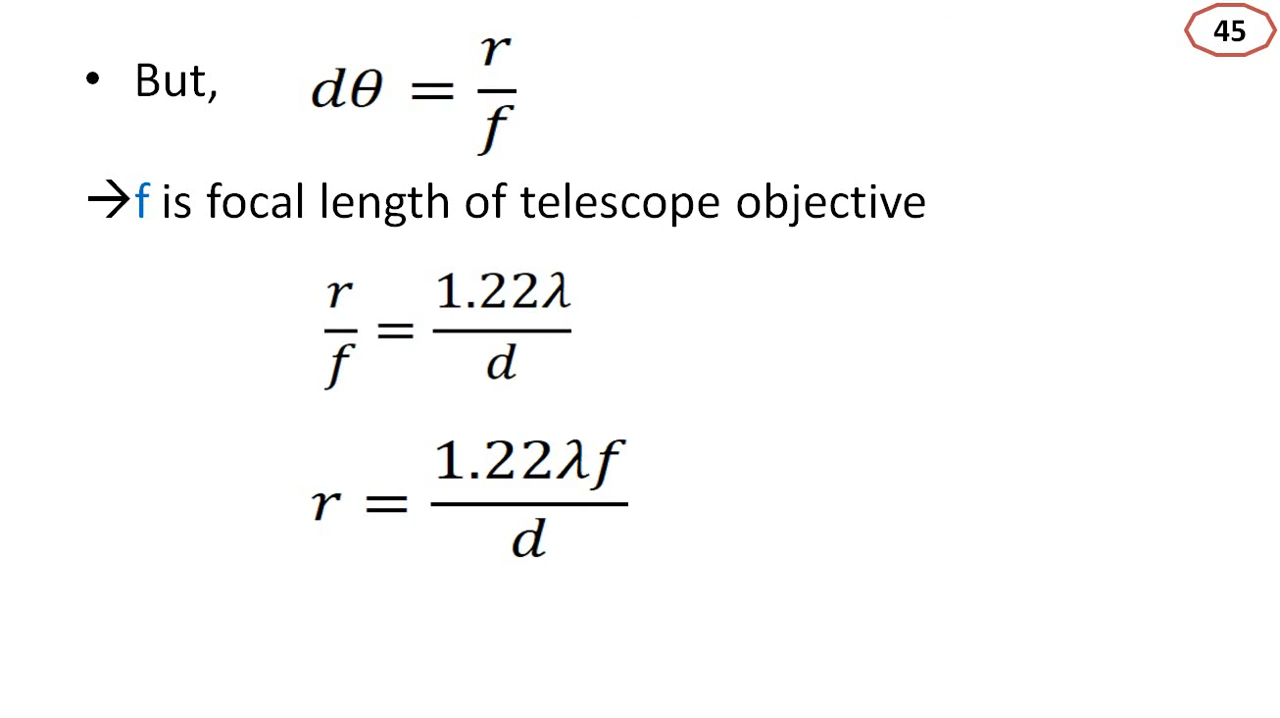 45
• But, dθ = r/f
→f is focal length of telescope objective
r/f = 1.22λ/d
r = 1.22λf/d